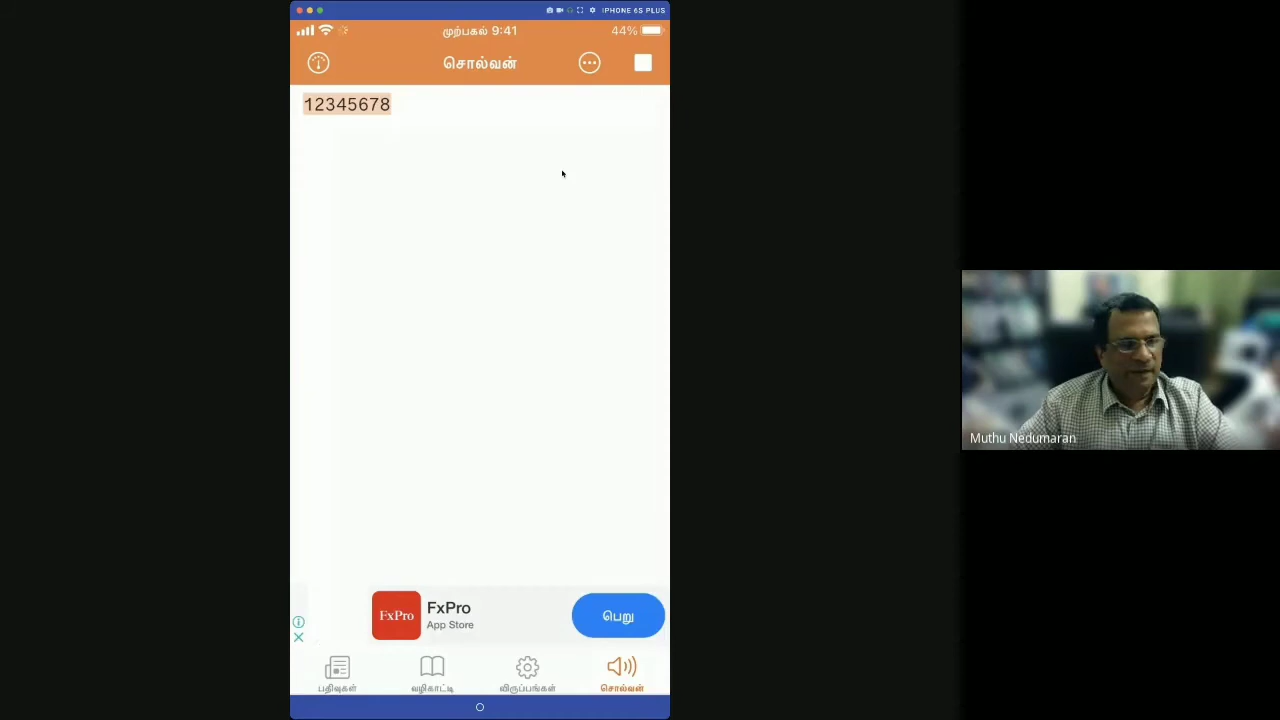 IPHONE 6S PLUS
முற்பகல் 9:41
44%
சொல்வன்
12345678
Muthu Nedumaran
FxPro
FxPro
App Store
பெறு
பதிவுகள்
வழிகாட்டி
விருப்பங்கள்
சொல்வன்